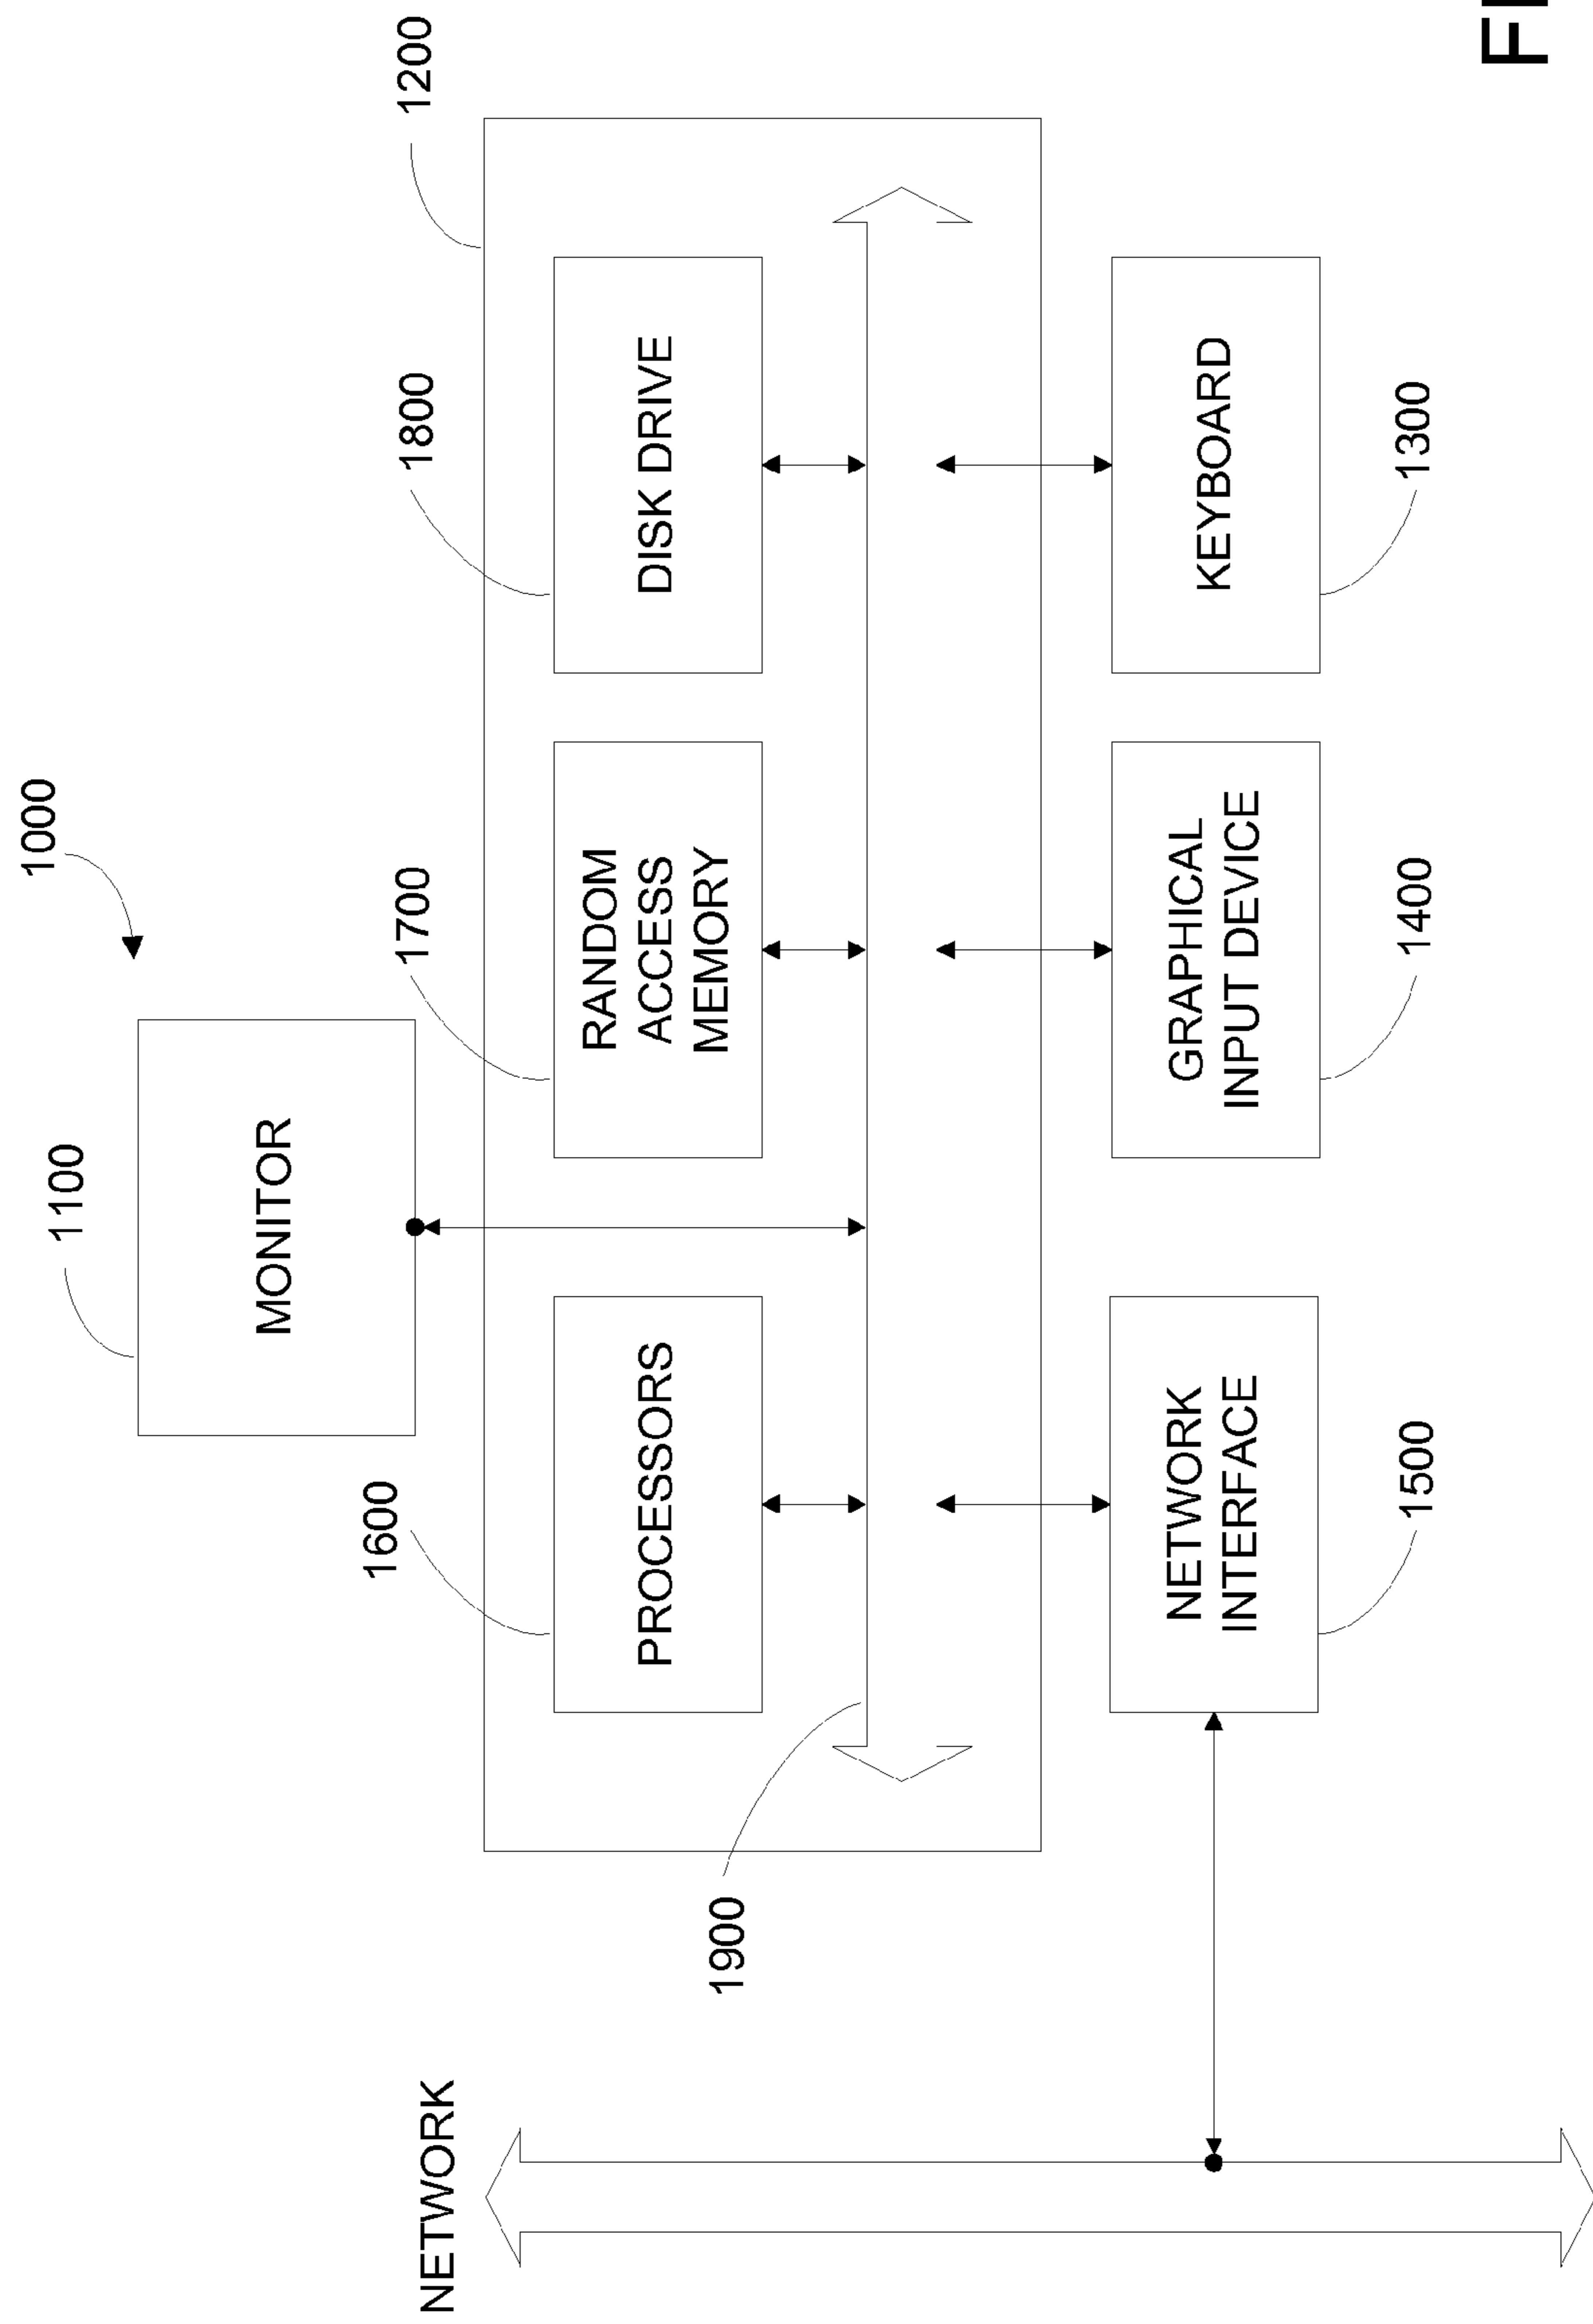 1000
1100
MONITOR
NETWORK
1600
1700
1800
1200
PROCESSORS
RANDOM
ACCESS
MEMORY
DISK DRIVE
1900
NETWORK
INTERFACE
GRAPHICAL
INPUT DEVICE
KEYBOARD
1500
1400
1300